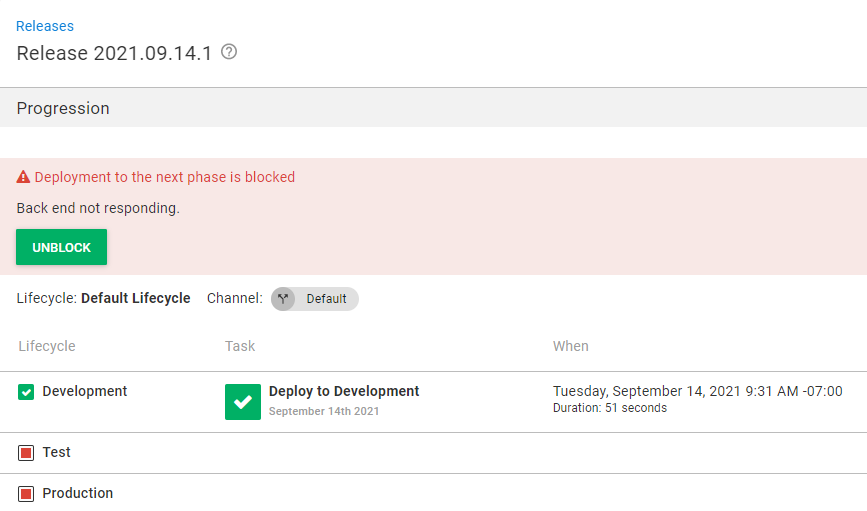 Releases
Release 2021.09.14.1
Progression
Deployment to the next phase is blocked
Back end not responding.
UNBLOCK
Lifecycle: Default Lifecycle Channel: Default
Lifecycle Task When
Development Deploy to Development Tuesday, September 14, 2021 9:31 AM -07:00
September 14th 2021 Duration: 51 seconds
Test
Production